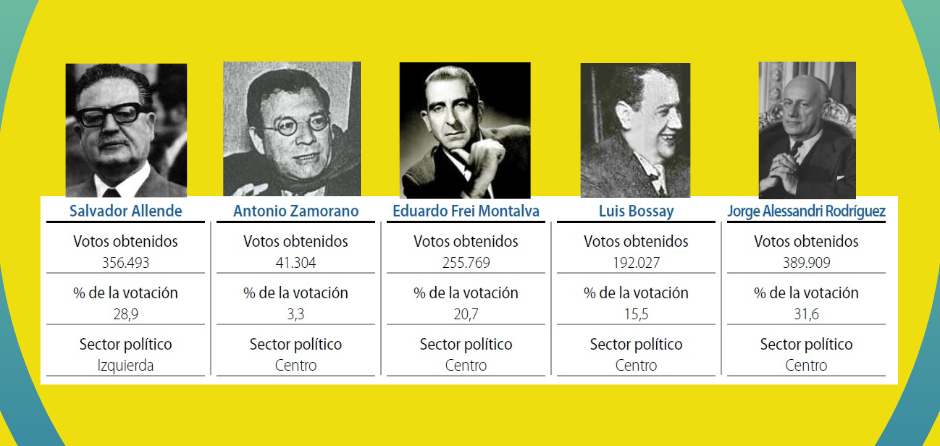 Salvador Allende
Votos obtenidos
356.493
% de la votación
28,9
Sector político
Izquierda
Antonio Zamorano
Votos obtenidos
41.304
% de la votación
3,3
Sector político
Centro
Eduardo Frei Montalva
Votos obtenidos
255.769
% de la votación
20,7
Sector político
Centro
Luis Bossay
Votos obtenidos
192.027
% de la votación
15,5
Sector político
Centro
Jorge Alessandri Rodríguez
Votos obtenidos
389.909
% de la votación
31,6
Sector político
Centro